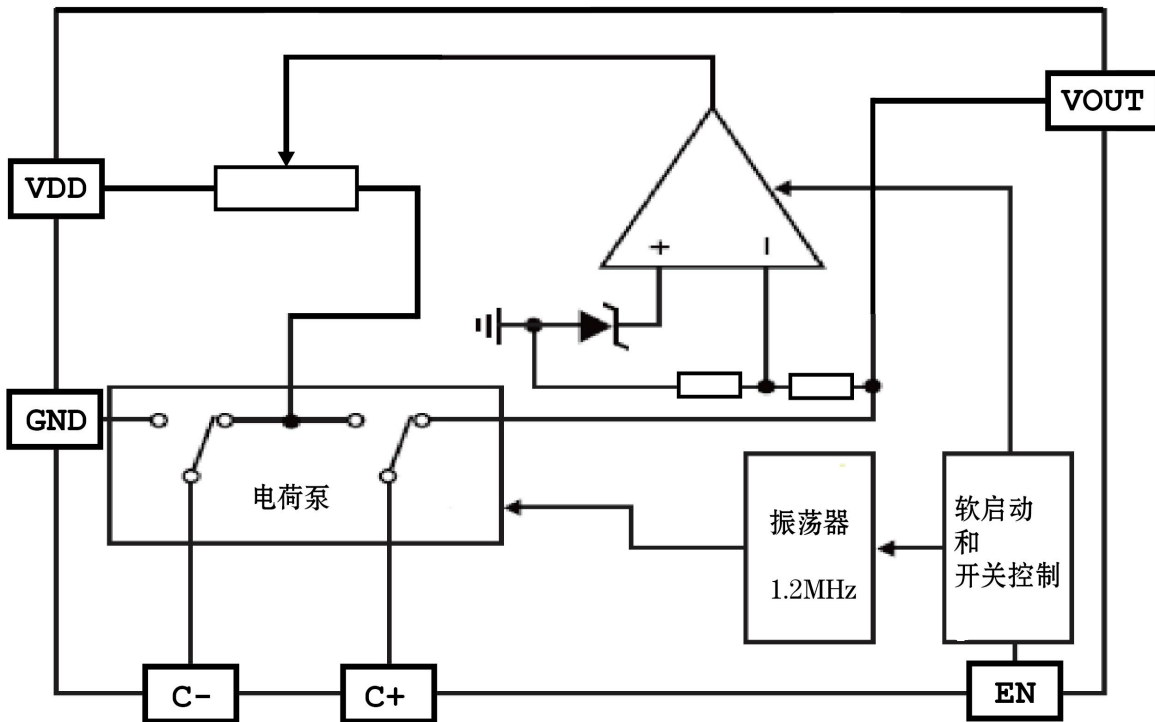 VOUT
VDD
+ −
GND
电荷泵
振荡器
1.2MHz
软启动
和
开关控制
C-
C+
EN